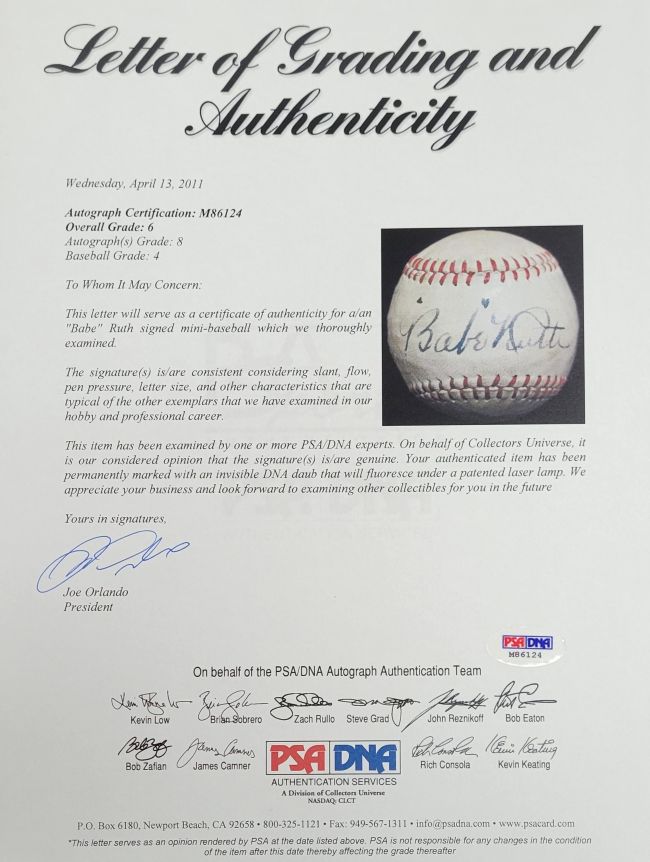 Letter of Grading and
Authenticity
Wednesday, April 13, 2011
Autograph Certification: M86124
Overall Grade: 6
Autograph(s) Grade: 8
Baseball Grade: 4
To Whom It May Concern:
This letter will serve as a certificate of authenticity for a/an
"Babe" Ruth signed mini-baseball which we thoroughly
examined.
The signature(s) is/are consistent considering slant, flow,
pen pressure, letter size, and other characteristics that are
typical of the other exemplars that we have examined in our
hobby and professional career.
"Babe" Ruth
This item has been examined by one or more PSA/DNA experts. On behalf of Collectors Universe, it
is our considered opinion that the signature(s) is/are genuine. Your authenticated item has been
permanently marked with an invisible DNA daub that will fluoresce under a patented laser lamp. We
appreciate your business and look forward to examining other collectibles for you in the future
Yours in signatures,
Joe Orlando
President
PSA DNA
M86124
On behalf of the PSA/DNA Autograph Authentication Team
Kevin Low Brian Sobrero Zach Rullo Steve Grad John Reznikoff Bob Eaton
Bob Zafian James Camner Rich Consola Kevin Keating
PSA DNA
AUTHENTICATION SERVICES
A Division of Collectors Universe
NASDAQ: CLCT
P.O. Box 6180, Newport Beach, CA 92658 • 800-325-1121 • Fax: 949-567-1311 • info@psadna.com • www.psacard.com
*This letter serves as an opinion rendered by PSA at the date listed above. PSA is not responsible for any changes in the condition
of the item after this date thereby affecting the grade thereafter